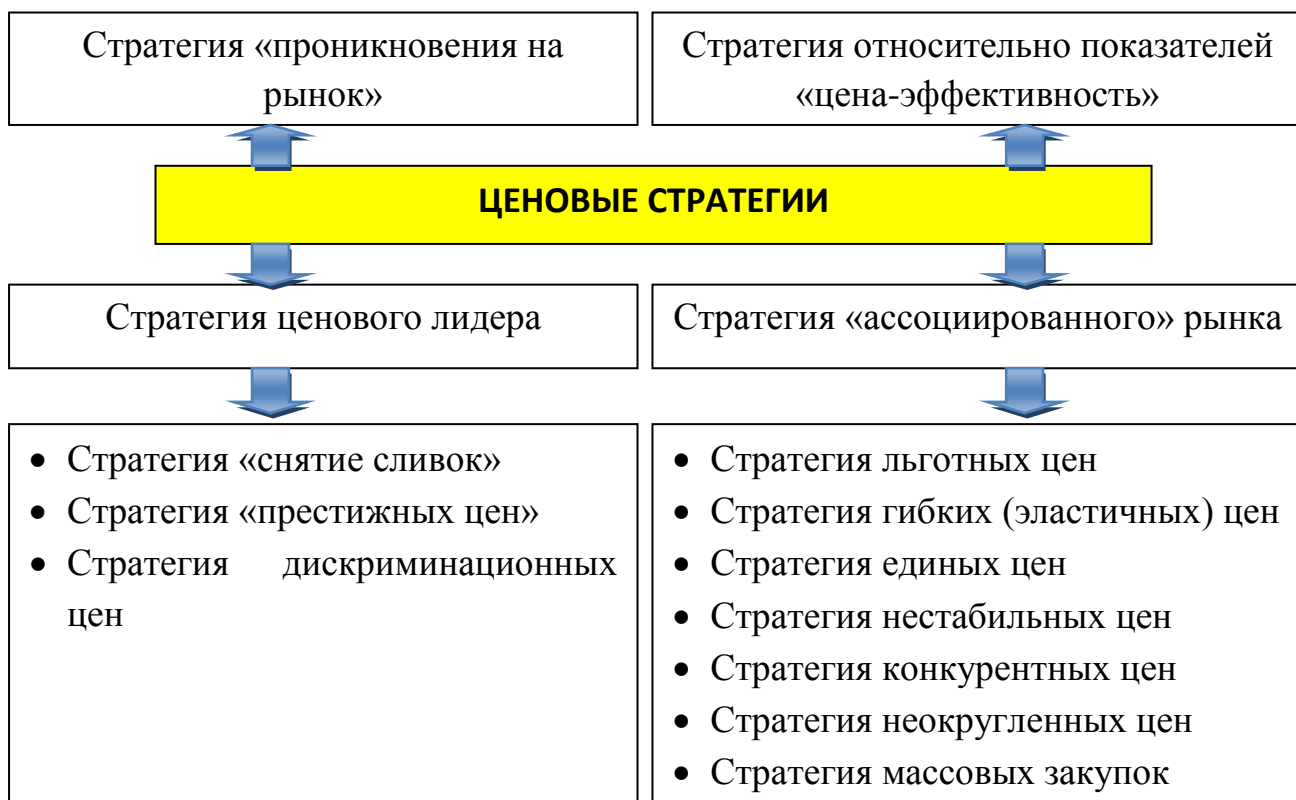 Стратегия «проникновения на
рынок»
Стратегия относительно показателей
«цена-эффективность»
ЦЕНОВЫЕ СТРАТЕГИИ
Стратегия ценового лидера
Стратегия «ассоциированного» рынка
• Стратегия «снятие сливок»
• Стратегия «престижных цен»
• Стратегия дискриминационных
цен
• Стратегия льготных цен
• Стратегия гибких (эластичных) цен
• Стратегия единых цен
• Стратегия нестабильных цен
• Стратегия конкурентных цен
• Стратегия неокругленных цен
• Стратегия массовых закупок